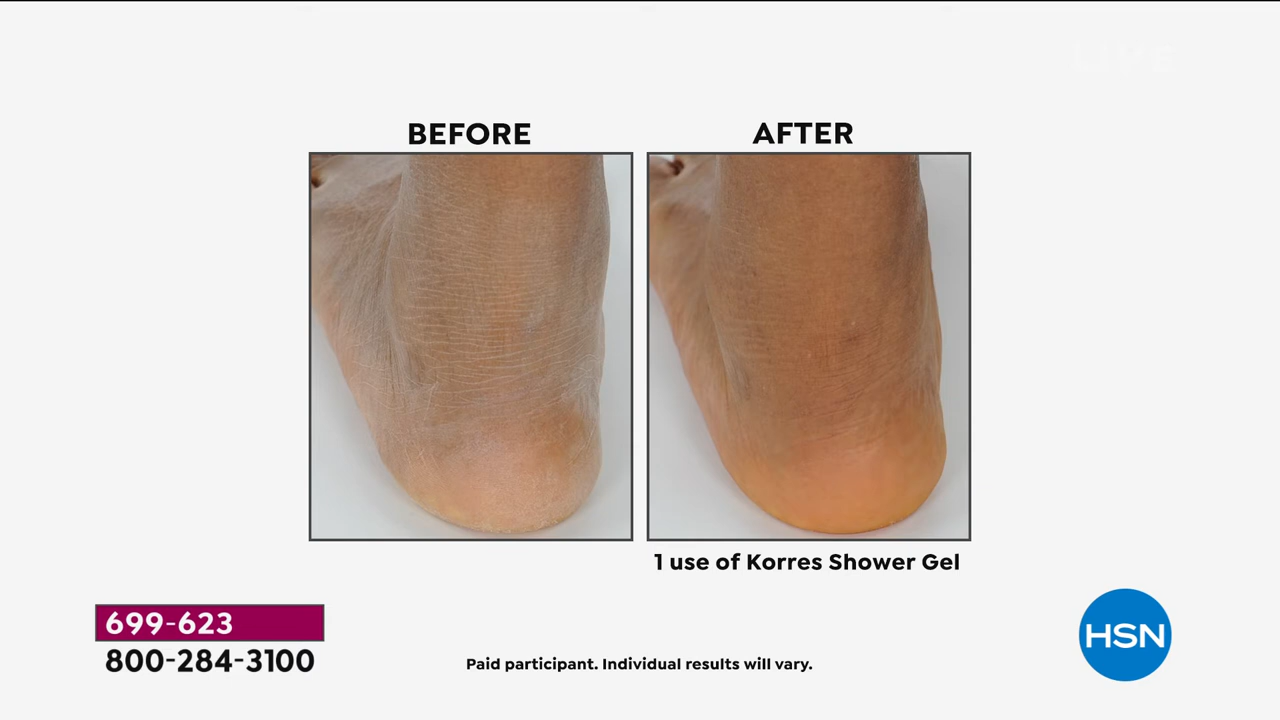 LIVE
BEFORE
AFTER
1 use of Korres Shower Gel
699-623
800-284-3100
Paid participant. Individual results will vary.
HSN